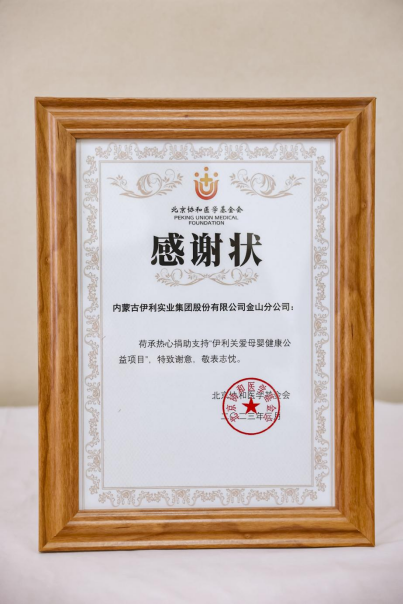 北京协和医学基金会
PEKING UNION MEDICAL
FOUNDATION
感谢状
内蒙古伊利实业集团股份有限公司金山分公司：
荷承热心捐助支持“伊利关爱母婴健康公
益项目”，特致谢意，敬表志忱。
北京协和医学基金会
二〇二三年三月